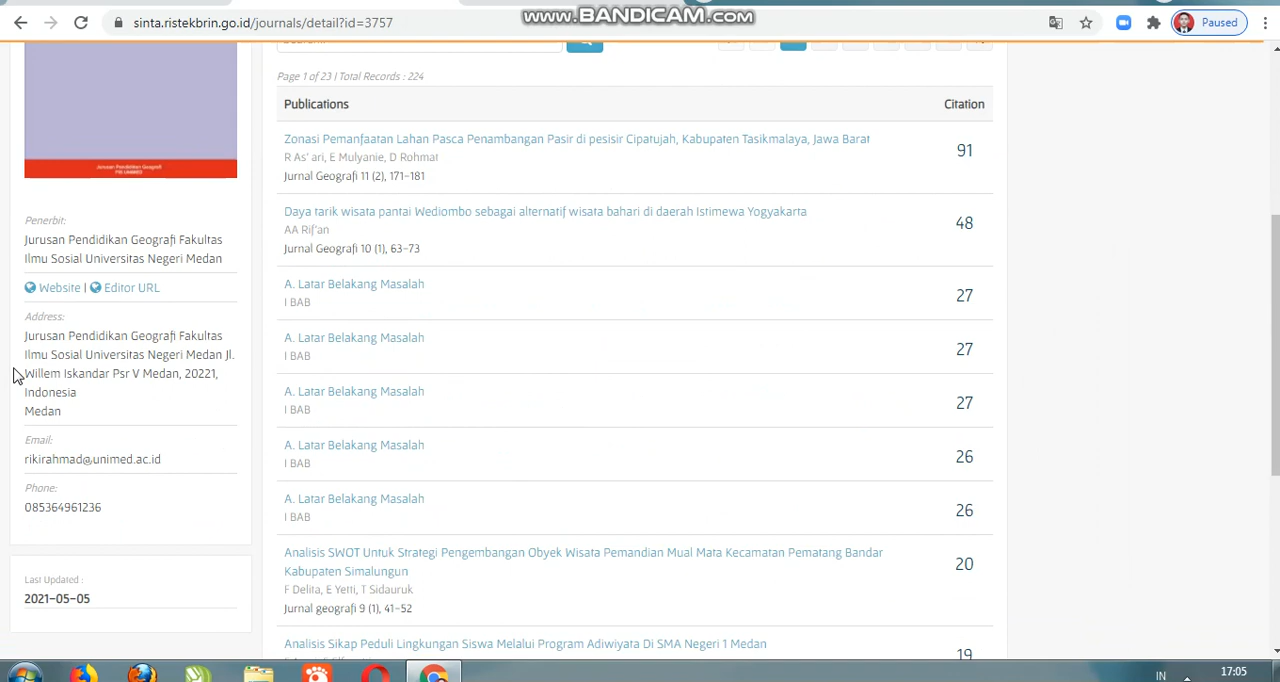 WWW.BANDICAM.COM
sinta.ristekbrin.go.id/journals/detail?id=3757
Paused
Page 1 of 23 | Total Records : 224
Publications Citation
Zonasi Pemanfaatan Lahan Pasca Penambangan Pasir di pesisir Cipatujah, Kabupaten Tasikmalaya, Jawa Barat
R As' ari, E Mulyanie, D Rohmat
91
Jurnal Geografi 11 (2), 171-181
Daya tarik wisata pantai Wediombo sebagai alternatif wisata bahari di daerah Istimewa Yogyakarta
AA Rif'an
48
Jurnal Geografi 10 (1), 63-73
A. Latar Belakang Masalah
I BAB
27
A. Latar Belakang Masalah
I BAB
27
A. Latar Belakang Masalah
I BAB
27
A. Latar Belakang Masalah
I BAB
26
A. Latar Belakang Masalah
I BAB
26
Analisis SWOT Untuk Strategi Pengembangan Obyek Wisata Pemandian Mual Mata Kecamatan Pematang Bandar
Kabupaten Simalungun
20
F Delita, E Yetti, T Sidauruk
Jurnal geografi 9 (1), 41-52
Analisis Sikap Peduli Lingkungan Siswa Melalui Program Adiwiyata Di SMA Negeri 1 Medan
19
Jurusan Pendidikan Geografi
FIS UNIMED
Penerbit:
Jurusan Pendidikan Geografi Fakultas
Ilmu Sosial Universitas Negeri Medan
Website | Editor URL
Address:
Jurusan Pendidikan Geografi Fakultas
Ilmu Sosial Universitas Negeri Medan Jl.
Willem Iskandar Psr V Medan, 20221,
Indonesia
Medan
Email:
rikirahmad@unimed.ac.id
Phone:
085364961236
Last Updated :
2021-05-05
IN
17:05